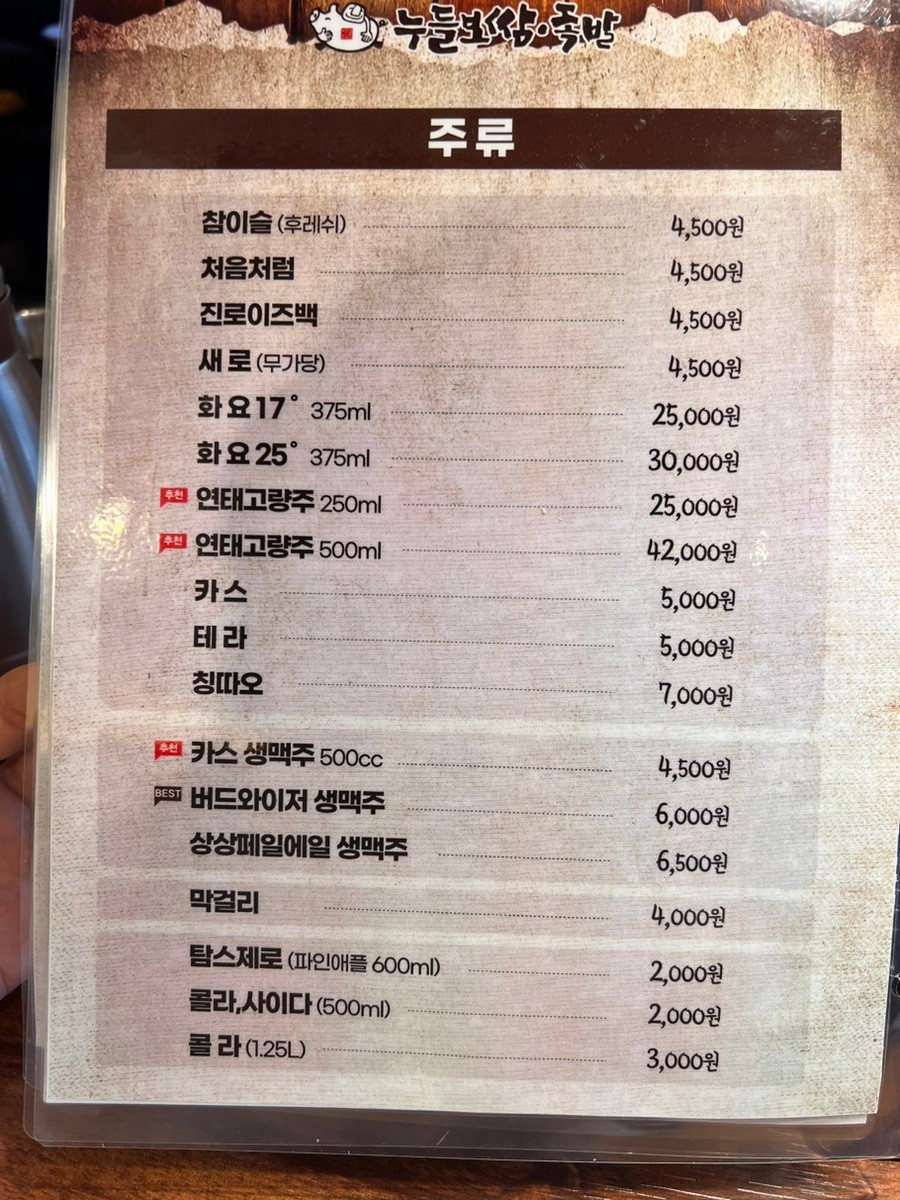 누들보쌈·족발
주류
참이슬 (후레쉬) 4,500원
처음처럼 4,500원
진로이즈백 4,500원
새로 (무가당) 4,500원
화요17° 375ml 25,000원
화요25° 375ml 30,000원
추천 연태고량주 250ml 25,000원
추천 연태고량주 500ml 42,000원
카스 5,000원
테라 5,000원
칭따오 7,000원
추천 카스 생맥주 500cc 4,500원
BEST 버드와이저 생맥주 6,000원
상상페일에일 생맥주 6,500원
막걸리 4,000원
탐스제로 (파인애플 600ml) 2,000원
콜라,사이다 (500ml) 2,000원
콜라 (1.25L) 3,000원